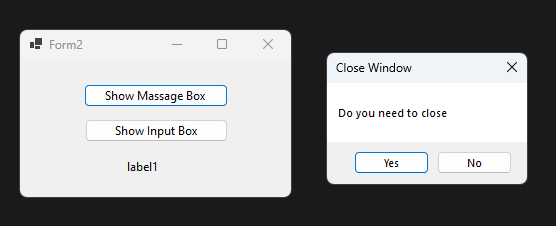 Form2
Show Massage Box
Show Input Box
label1
Close Window
Do you need to close
Yes
No